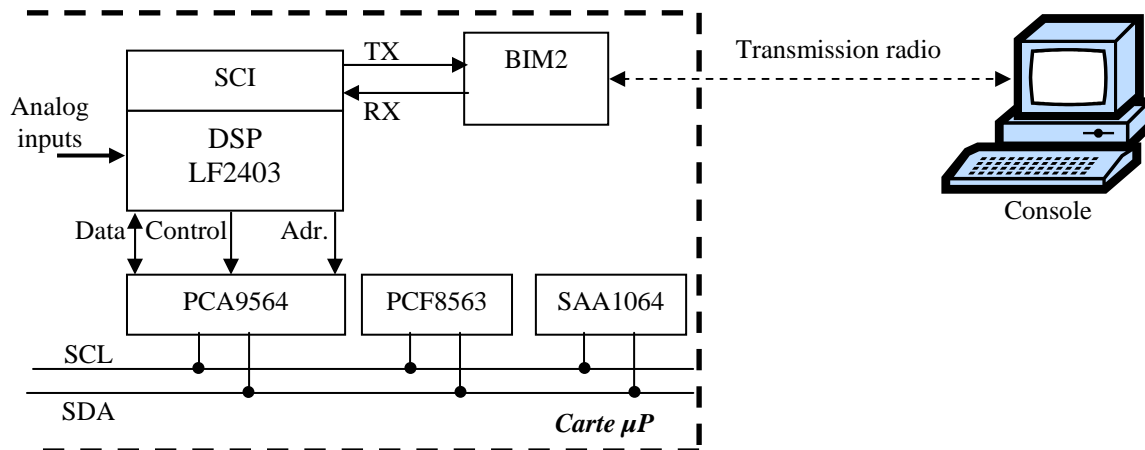 TX
BIM2
Transmission radio
SCI
RX
Analog
inputs
DSP
LF2403
Console
Data
Control
Adr.
PCA9564
PCF8563
SAA1064
SCL
SDA
Carte µP